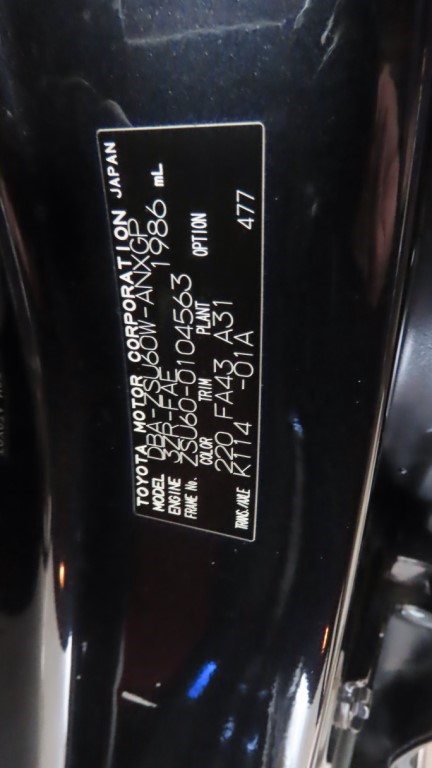 TOYOTA MOTOR CORPORATION JAPAN
MODEL DBA-ZSU60W-ANXGP
ENGINE 3ZR-FAE 1986 mL
FRAME No. ZSU60-0104563
COLOR TRIM PLANT OPTION
220 FA43 A31 477
TRANS./AXLE K114 -01A